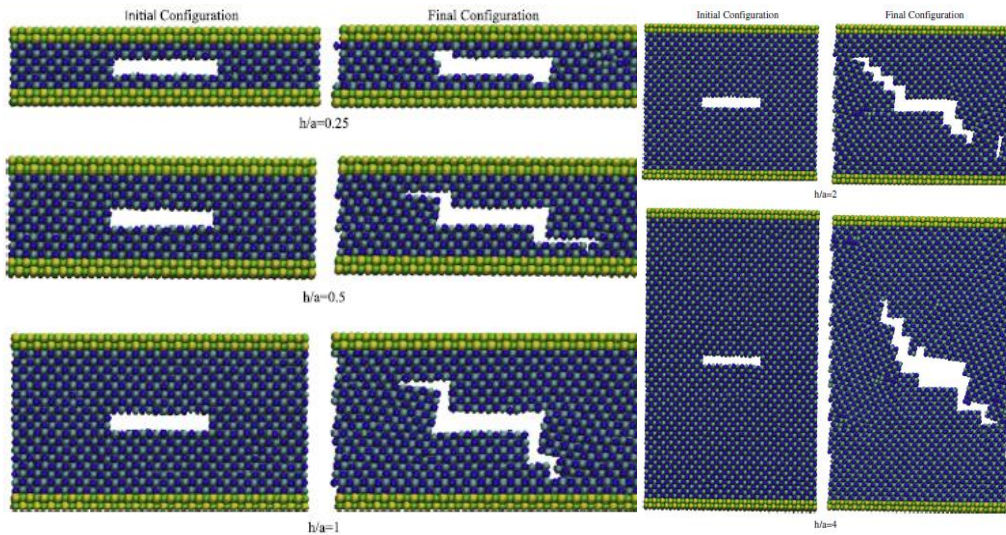 Initial Configuration
Final Configuration
h/a=0.25
h/a=0.5
h/a=1
Initial Configuration
Final Configuration
h/a=2
h/a=4